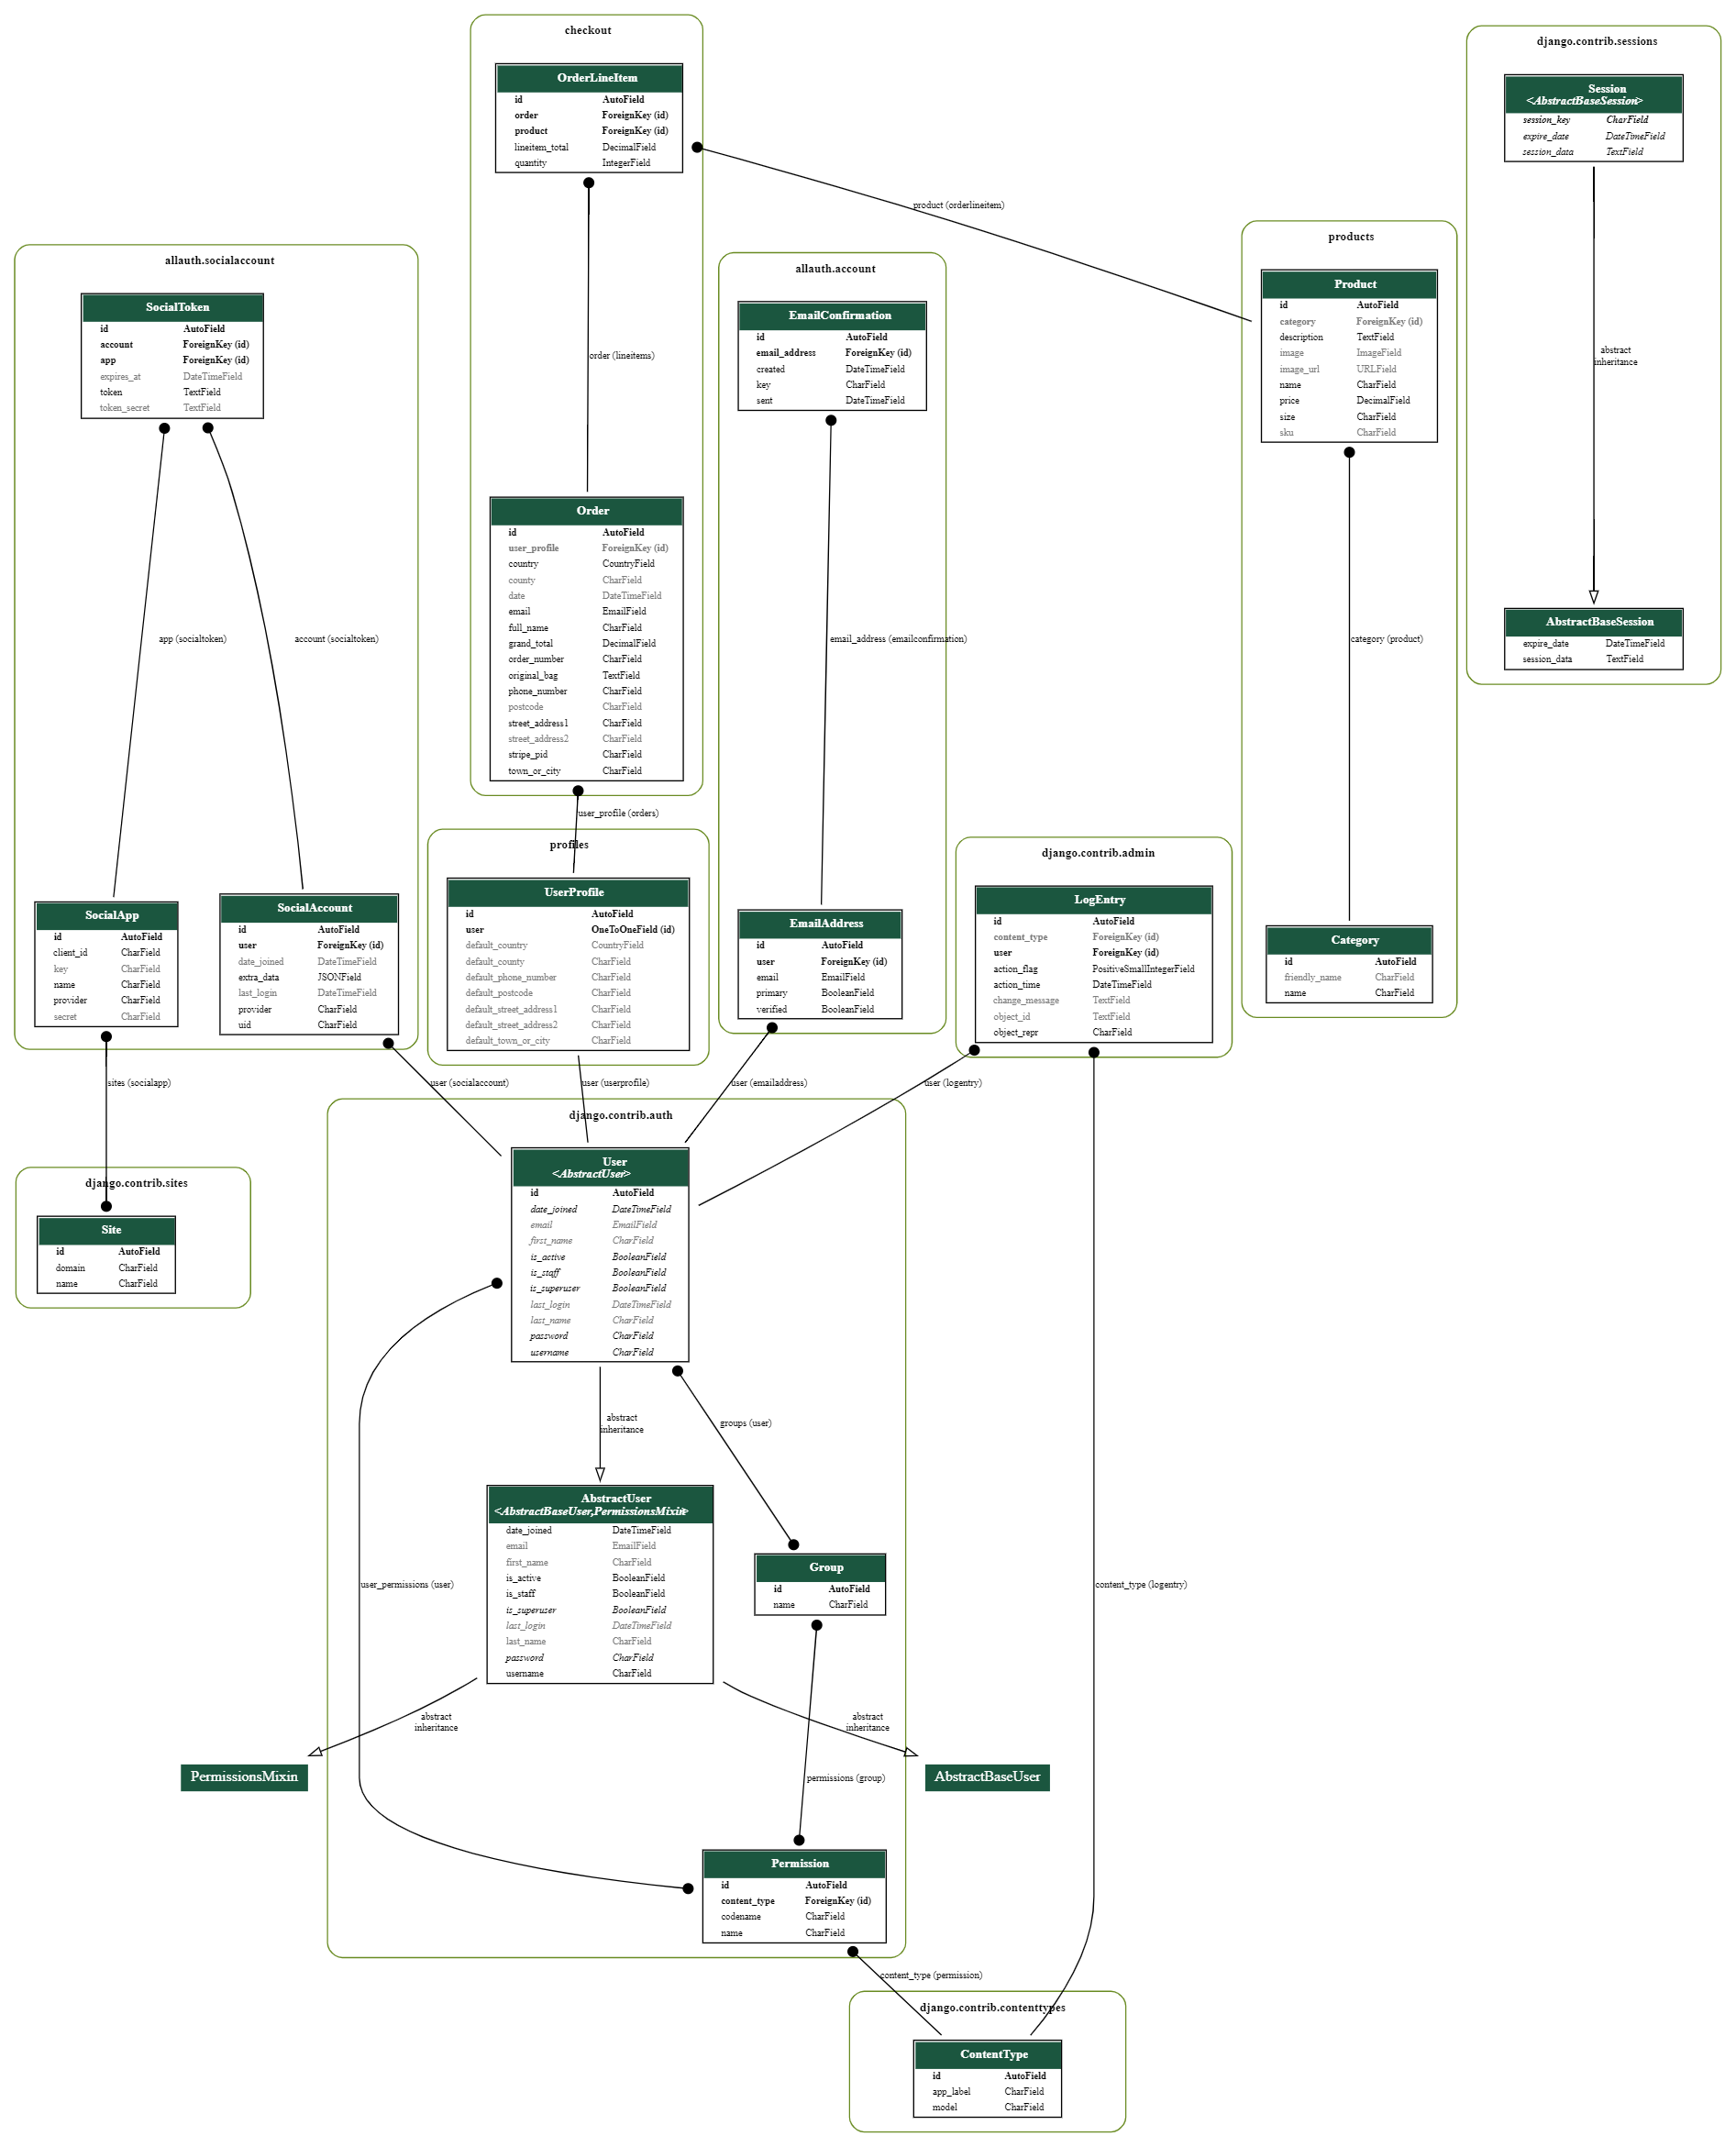 checkout
OrderLineItem
id AutoField
order ForeignKey (id)
product ForeignKey (id)
lineitem_total DecimalField
quantity IntegerField
product (orderlineitem)
order (lineitems)
Order
id AutoField
user_profile ForeignKey (id)
country CountryField
county CharField
date DateTimeField
email EmailField
full_name CharField
grand_total DecimalField
order_number CharField
original_bag TextField
phone_number CharField
postcode CharField
street_address1 CharField
street_address2 CharField
stripe_pid CharField
town_or_city CharField
user_profile (orders)
django.contrib.sessions
Session
<AbstractBaseSession>
session_key CharField
expire_date DateTimeField
session_data TextField
abstract
inheritance
AbstractBaseSession
expire_date DateTimeField
session_data TextField
products
Product
id AutoField
category ForeignKey (id)
description TextField
image ImageField
image_url URLField
name CharField
price DecimalField
size CharField
sku CharField
category (product)
Category
id AutoField
friendly_name CharField
name CharField
allauth.socialaccount
SocialToken
id AutoField
account ForeignKey (id)
app ForeignKey (id)
expires_at DateTimeField
token TextField
token_secret TextField
app (socialtoken)
account (socialtoken)
SocialApp
id AutoField
client_id CharField
key CharField
name CharField
provider CharField
secret CharField
SocialAccount
id AutoField
user ForeignKey (id)
date_joined DateTimeField
extra_data JSONField
last_login DateTimeField
provider CharField
uid CharField
sites (socialapp)
user (socialaccount)
allauth.account
EmailConfirmation
id AutoField
email_address ForeignKey (id)
created DateTimeField
key CharField
sent DateTimeField
email_address (emailconfirmation)
EmailAddress
id AutoField
user ForeignKey (id)
email EmailField
primary BooleanField
verified BooleanField
user (emailaddress)
profiles
UserProfile
id AutoField
user OneToOneField (id)
default_country CountryField
default_county CharField
default_phone_number CharField
default_postcode CharField
default_street_address1 CharField
default_street_address2 CharField
default_town_or_city CharField
user (userprofile)
django.contrib.admin
LogEntry
id AutoField
content_type ForeignKey (id)
user ForeignKey (id)
action_flag PositiveSmallIntegerField
action_time DateTimeField
change_message TextField
object_id TextField
object_repr CharField
user (logentry)
content_type (logentry)
django.contrib.sites
Site
id AutoField
domain CharField
name CharField
django.contrib.auth
User
<AbstractUser>
id AutoField
date_joined DateTimeField
email EmailField
first_name CharField
is_active BooleanField
is_staff BooleanField
is_superuser BooleanField
last_login DateTimeField
last_name CharField
password CharField
username CharField
abstract
inheritance
groups (user)
user_permissions (user)
AbstractUser
<AbstractBaseUser,PermissionsMixin>
date_joined DateTimeField
email EmailField
first_name CharField
is_active BooleanField
is_staff BooleanField
is_superuser BooleanField
last_login DateTimeField
last_name CharField
password CharField
username CharField
Group
id AutoField
name CharField
abstract
inheritance
abstract
inheritance
PermissionsMixin
AbstractBaseUser
permissions (group)
Permission
id AutoField
content_type ForeignKey (id)
codename CharField
name CharField
content_type (permission)
django.contrib.contenttypes
ContentType
id AutoField
app_label CharField
model CharField